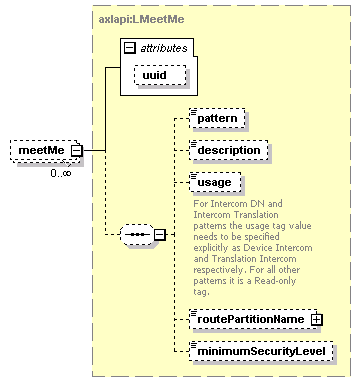 axlapi:LMeetMe
attributes
uuid
meetMe
0..∞
pattern
description
usage
For Intercom DN and
Intercom Translation
patterns the usage tag value
needs to be specified
explicitly as Device Intercom
and Translation Intercom
respectively. For all other
patterns it is a Read-only
tag.
routePartitionName
minimumSecurityLevel